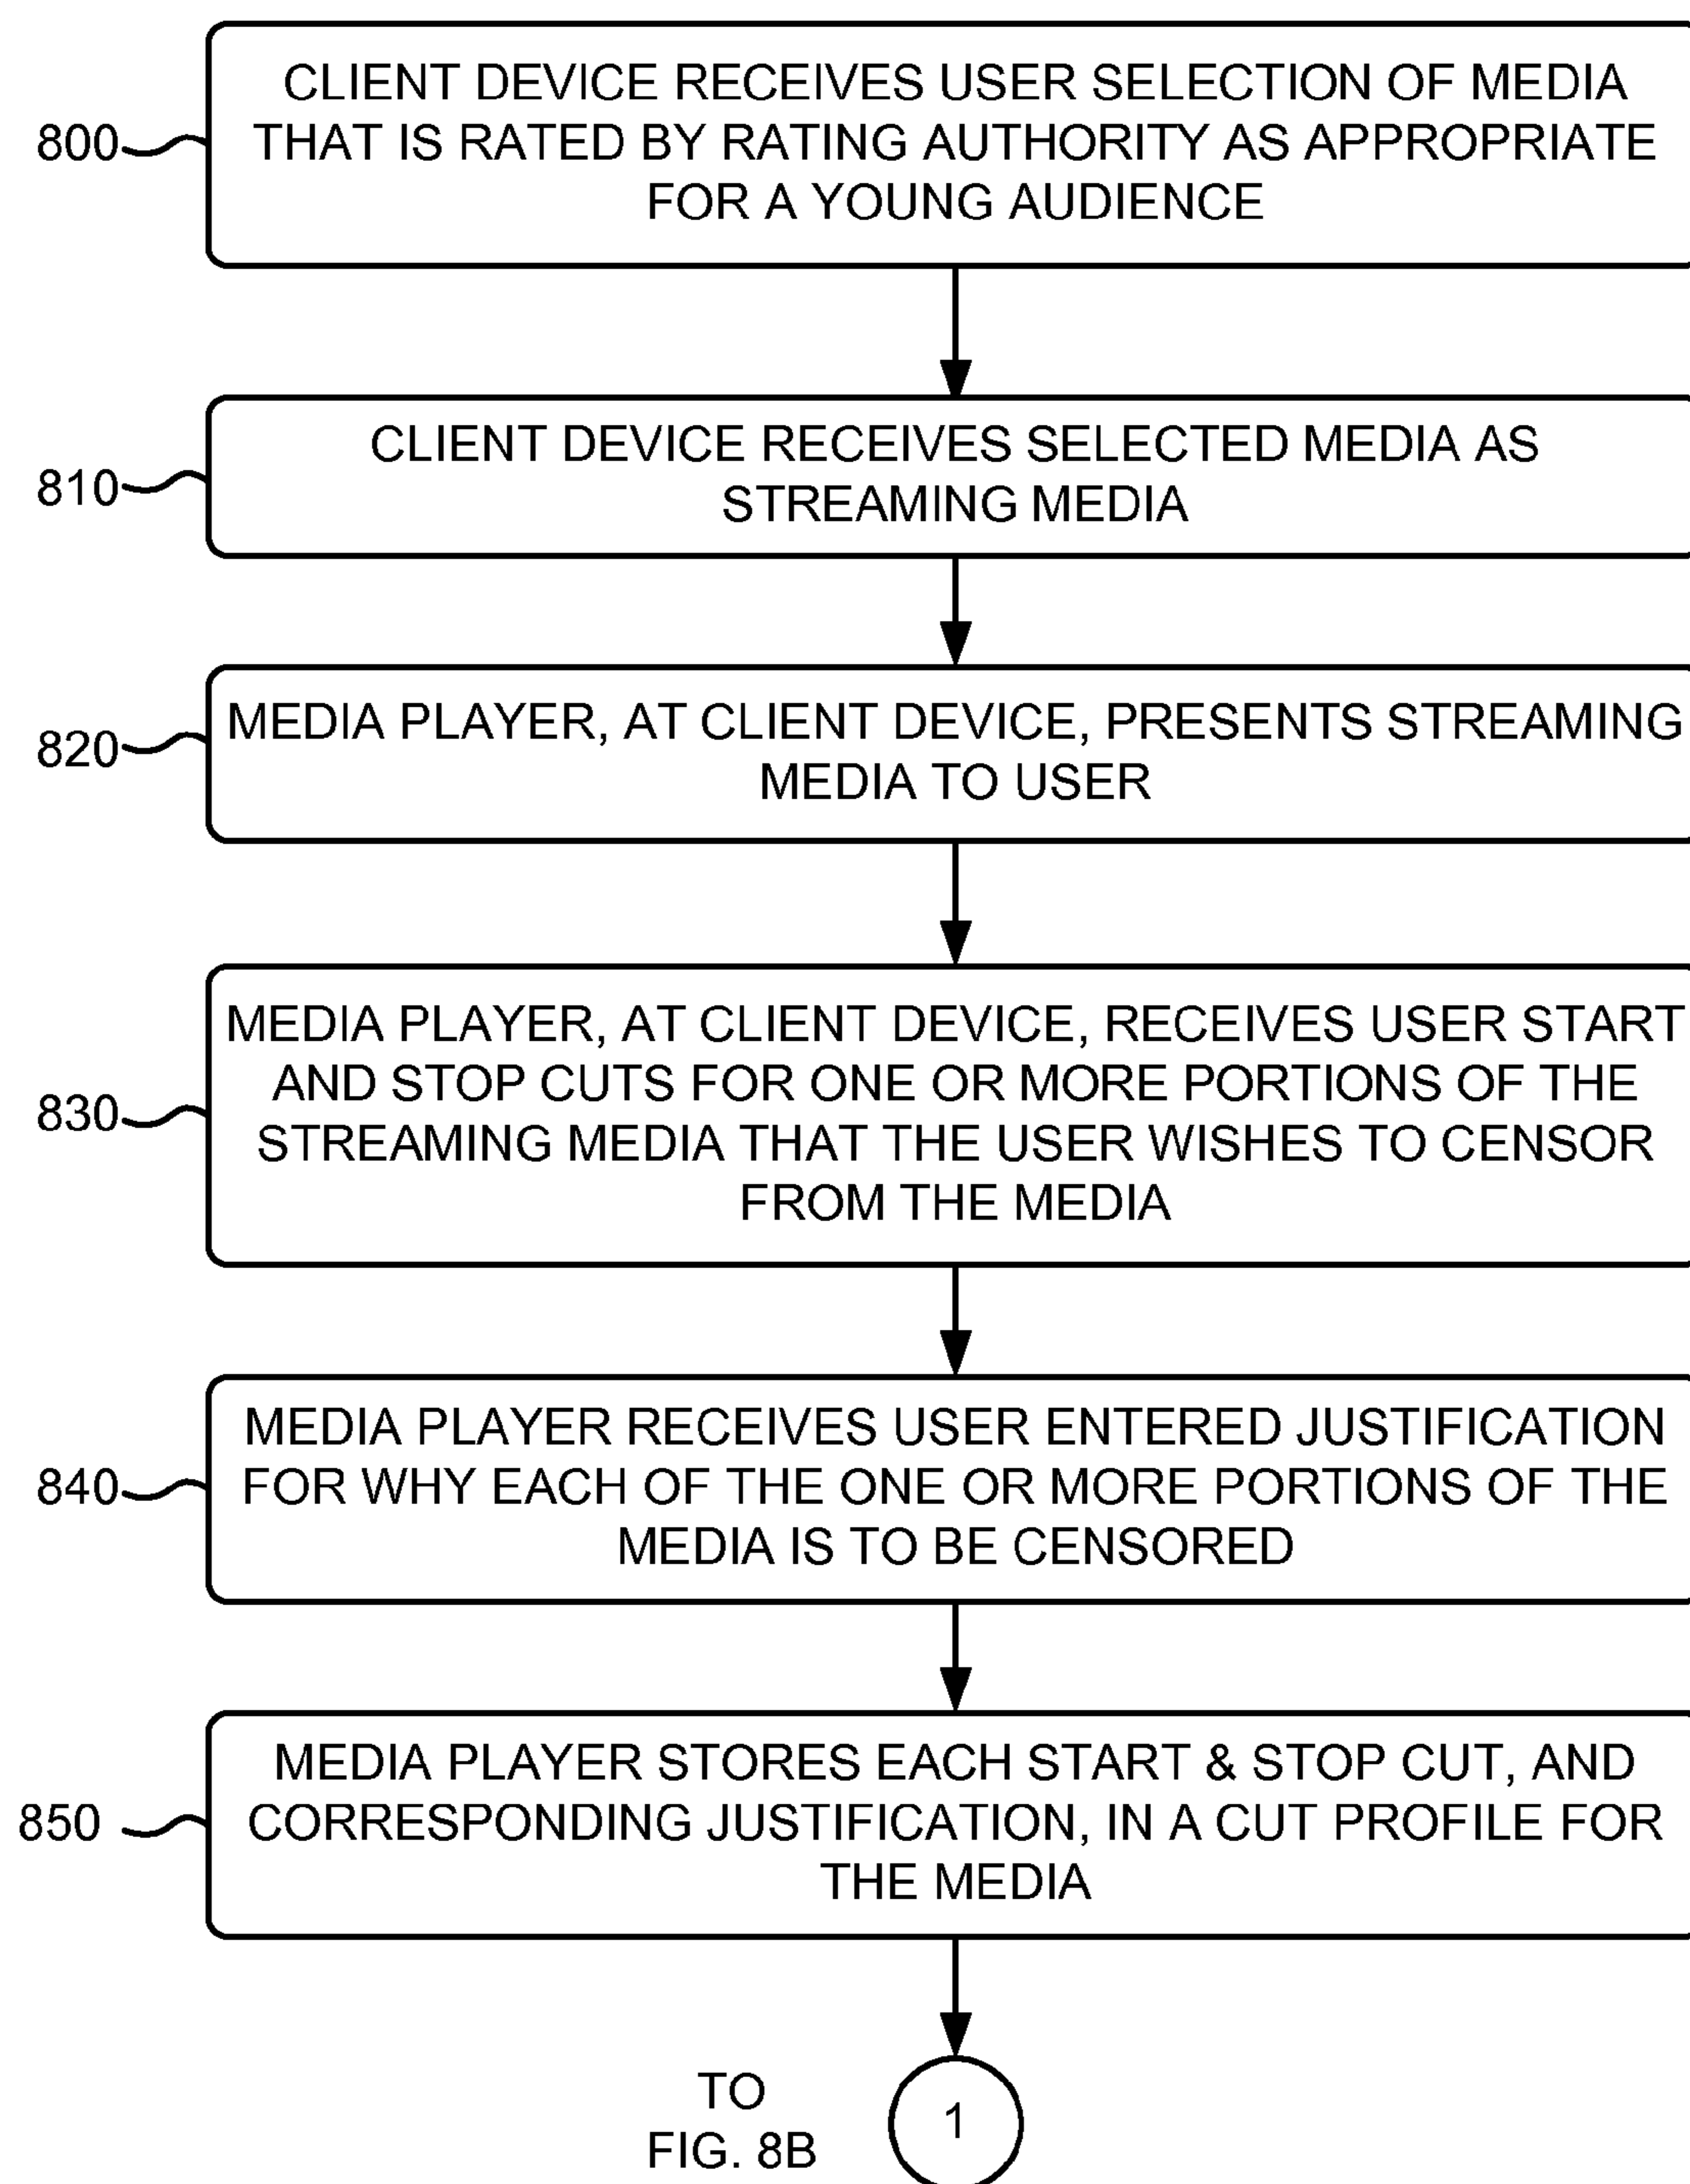 800
CLIENT DEVICE RECEIVES USER SELECTION OF MEDIA
THAT IS RATED BY RATING AUTHORITY AS APPROPRIATE
FOR A YOUNG AUDIENCE
810
CLIENT DEVICE RECEIVES SELECTED MEDIA AS
STREAMING MEDIA
820
MEDIA PLAYER, AT CLIENT DEVICE, PRESENTS STREAMING
MEDIA TO USER
830
MEDIA PLAYER, AT CLIENT DEVICE, RECEIVES USER START
AND STOP CUTS FOR ONE OR MORE PORTIONS OF THE
STREAMING MEDIA THAT THE USER WISHES TO CENSOR
FROM THE MEDIA
840
MEDIA PLAYER RECEIVES USER ENTERED JUSTIFICATION
FOR WHY EACH OF THE ONE OR MORE PORTIONS OF THE
MEDIA IS TO BE CENSORED
850
MEDIA PLAYER STORES EACH START & STOP CUT, AND
CORRESPONDING JUSTIFICATION, IN A CUT PROFILE FOR
THE MEDIA
TO
FIG. 8B
1